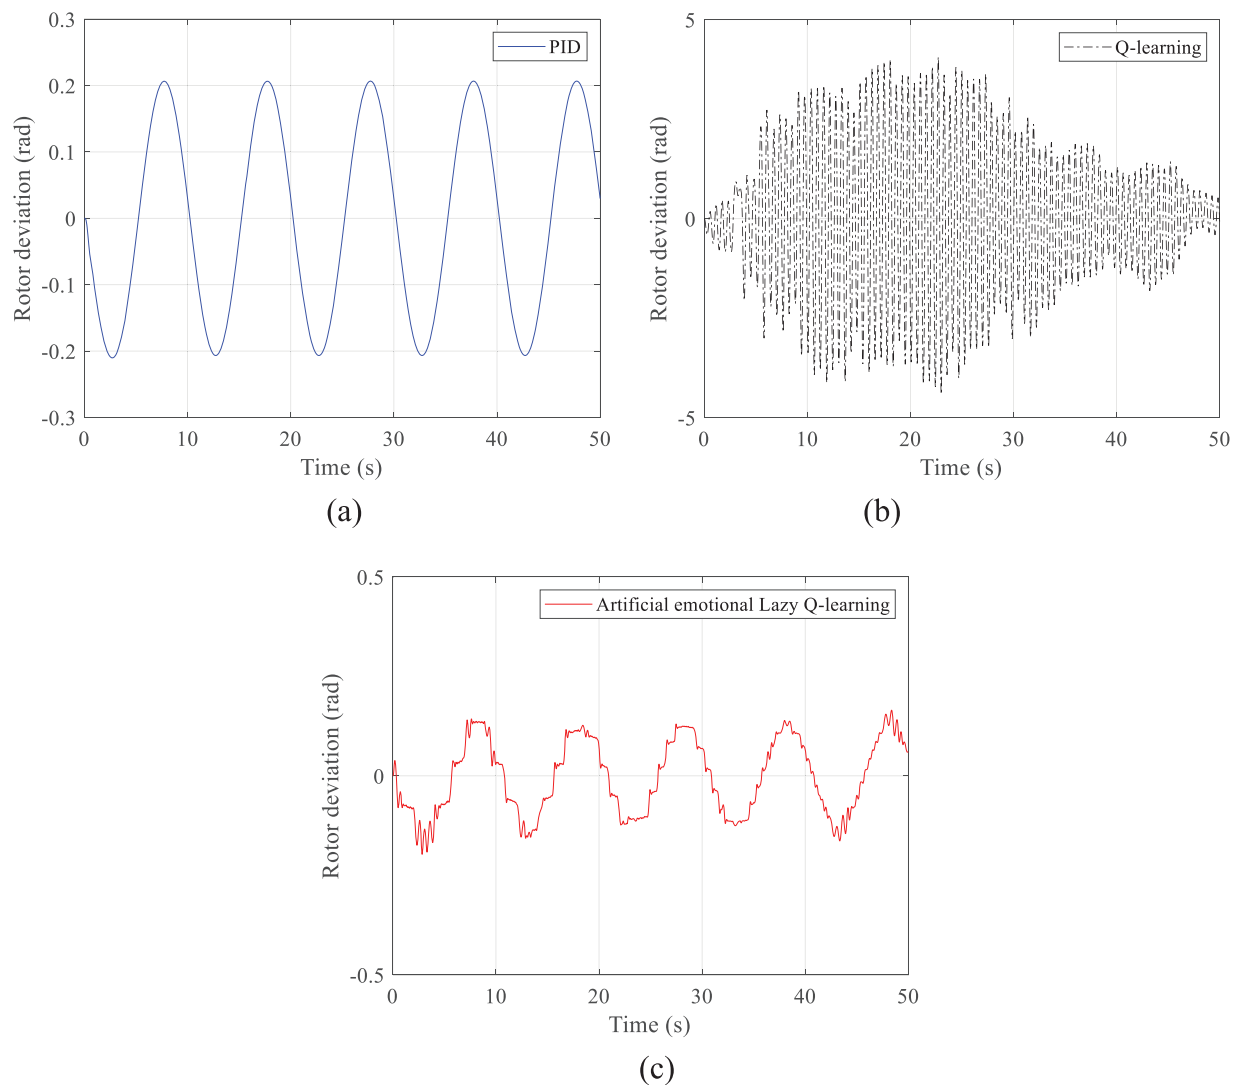 0.3
0.2
0.1
0
-0.1
-0.2
-0.3
Rotor deviation (rad)
PID
0 10 20 30 40 50
Time (s)
(a)
5
0
-5
Rotor deviation (rad)
Q-learning
0 10 20 30 40 50
Time (s)
(b)
0.5
0
-0.5
Rotor deviation (rad)
Artificial emotional Lazy Q-learning
0 10 20 30 40 50
Time (s)
(c)